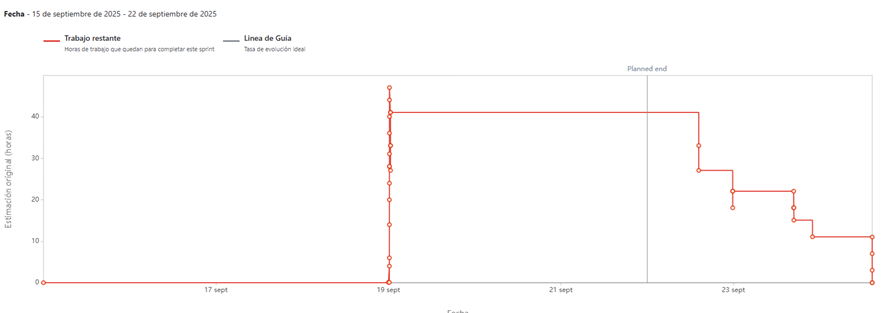 Fecha - 15 de septiembre de 2025 - 22 de septiembre de 2025
Trabajo restante
Horas de trabajo que quedan para completar este sprint
Linea de Guía
Tasa de evolución ideal
Planned end
Estimación original (horas)
40
30
20
10
0
17 sept
19 sept
21 sept
23 sept